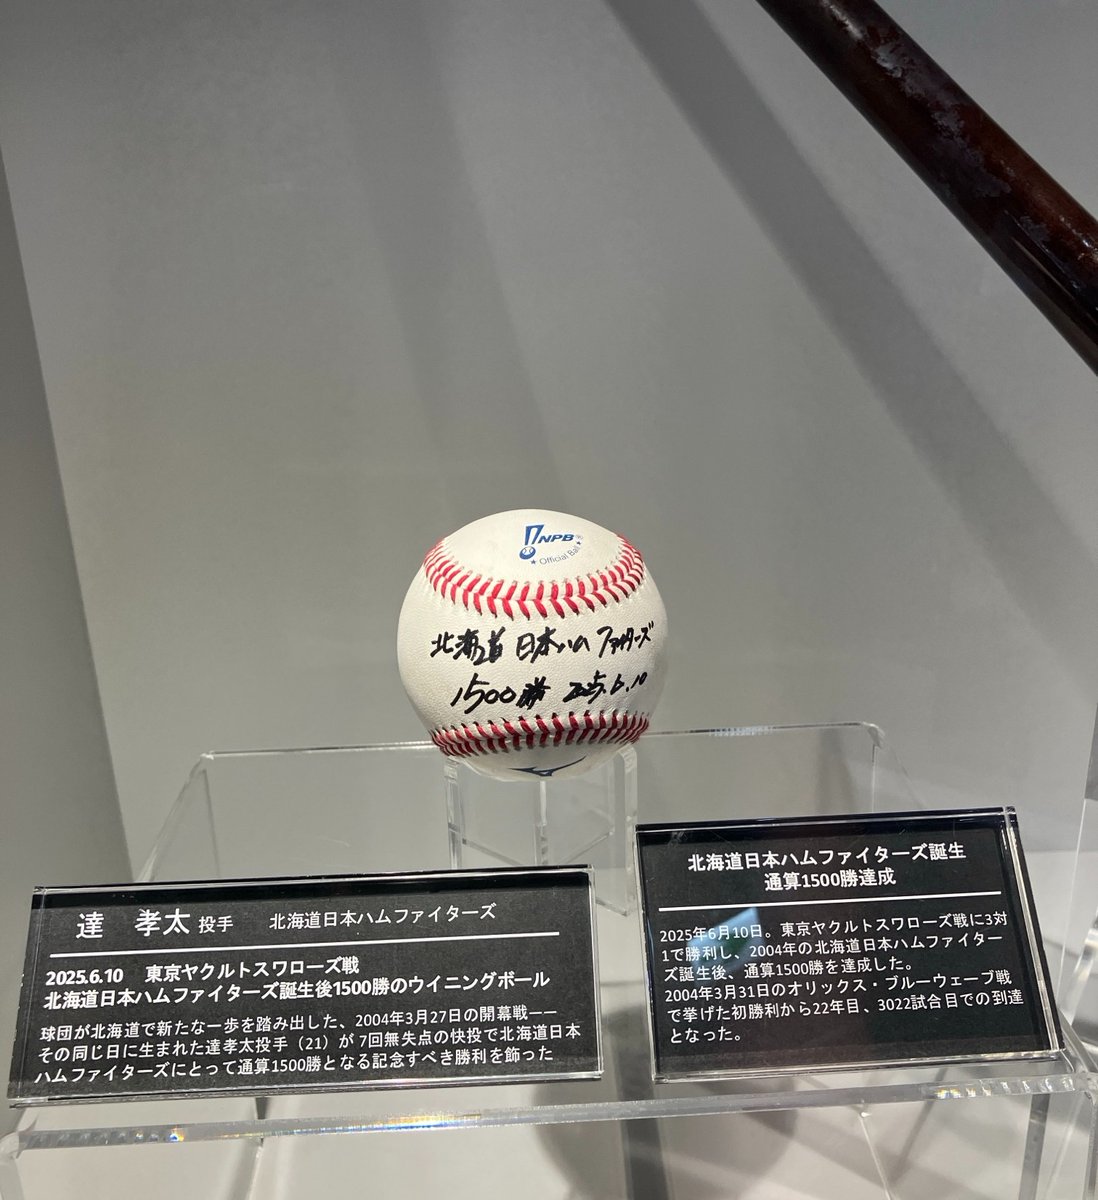 NPB
Official Ball
北海道 日本ハム ファイターズ
1500勝 2025.6.10
達 孝太 投手 北海道日本ハムファイターズ
2025.6.10 東京ヤクルトスワローズ戦
北海道日本ハムファイターズ誕生後1500勝のウイニングボール
球団が北海道で新たな一歩を踏み出した、2004年3月27日の開幕戦——
その同じ日に生まれた達孝太投手（21）が 7回無失点の快投で北海道日本
ハムファイターズにとって通算1500勝となる記念すべき勝利を飾った
北海道日本ハムファイターズ誕生
通算1500勝達成
2025年6月10日。東京ヤクルトスワローズ戦に3対
1で勝利し、2004年の北海道日本ハムファイター
ズ誕生後、通算1500勝を達成した。
2004年3月31日のオリックス・ブルーウェーブ戦
で挙げた初勝利から22年目、3022試合目での到達
となった。